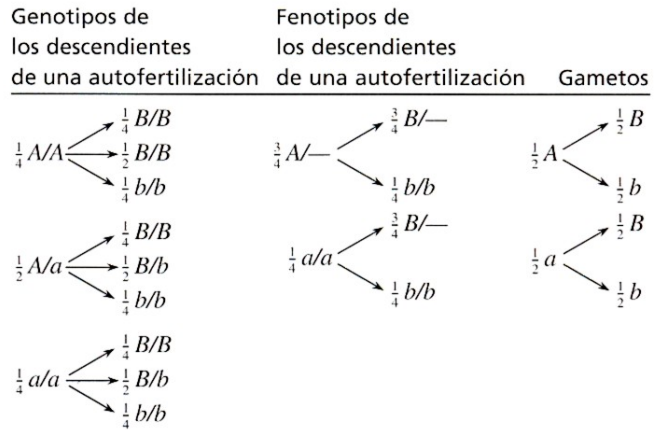 Genotipos de
los descendientes
de una autofertilización
Fenotipos de
los descendientes
de una autofertilización
Gametos
1/4 A/A
1/4 B/B
1/2 B/B
1/4 b/b
1/2 A/a
1/4 B/B
1/2 B/b
1/4 b/b
1/4 a/a
1/4 B/B
1/2 B/b
1/4 b/b
3/4 A/—
3/4 B/—
1/4 b/b
1/4 a/a
3/4 B/—
1/4 b/b
1/2 A
1/2 B
1/2 b
1/2 a
1/2 B
1/2 b